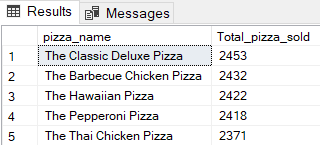 Results Messages
pizza_name Total_pizza_sold
1 The Classic Deluxe Pizza 2453
2 The Barbecue Chicken Pizza 2432
3 The Hawaiian Pizza 2422
4 The Pepperoni Pizza 2418
5 The Thai Chicken Pizza 2371